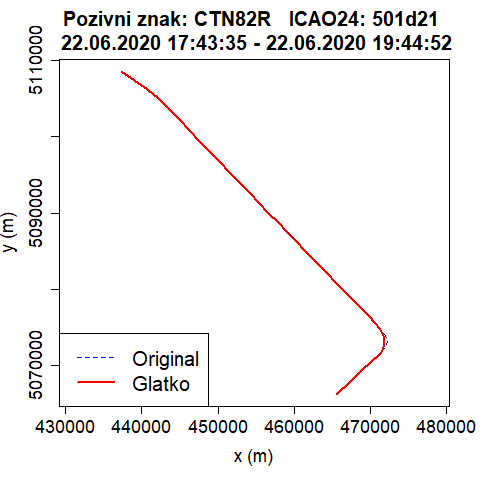 Pozivni znak: CTN82R   ICAO24: 501d21
22.06.2020 17:43:35 - 22.06.2020 19:44:52
5110000
5090000
5070000
y (m)
Original
Glatko
430000 440000 450000 460000 470000 480000
x (m)